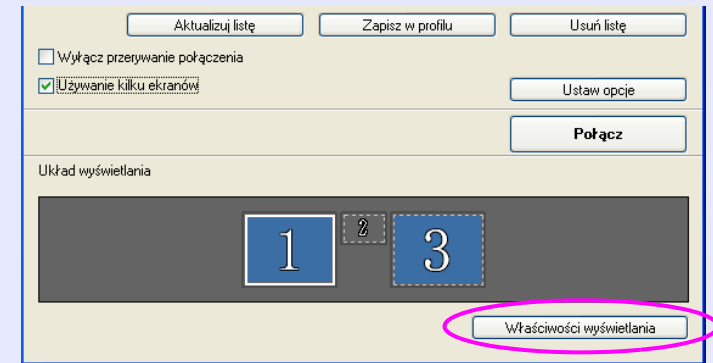 Aktualizuj listę Zapisz w profilu Usuń listę
Wyłącz przerywanie połączenia
Używanie kilku ekranów
Ustaw opcje
Połącz
Układ wyświetlania
1 2 3
Właściwości wyświetlania